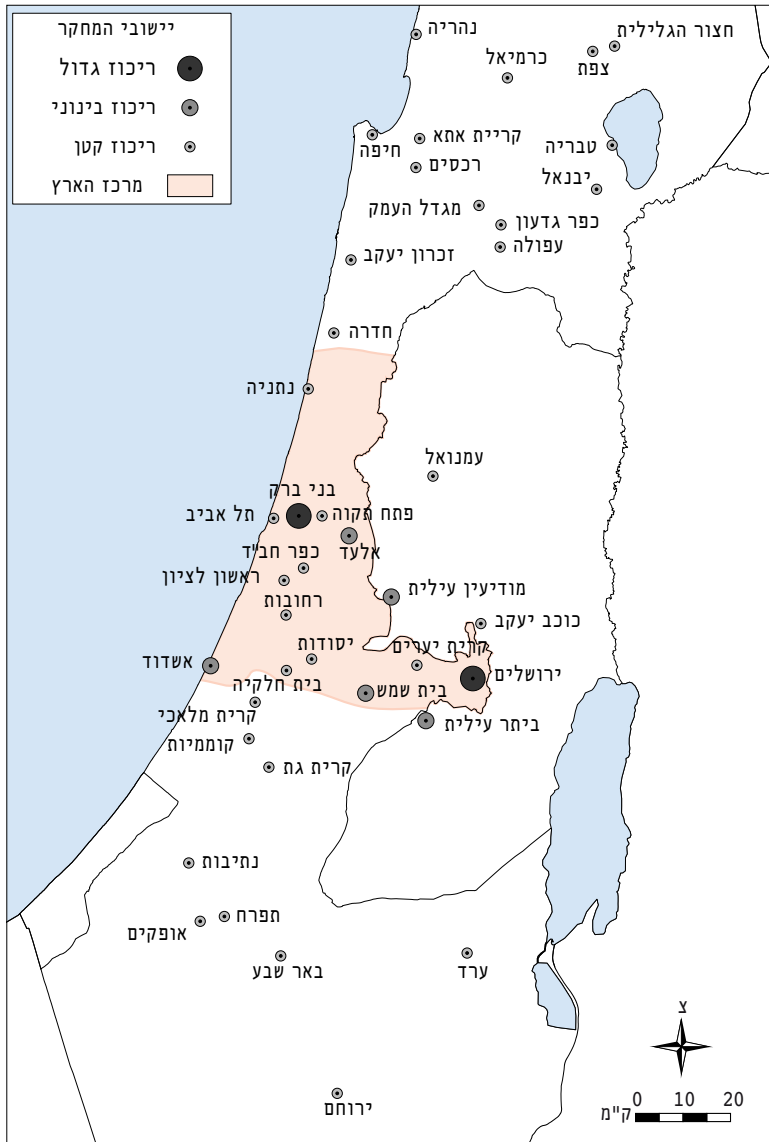 יישובי המחקר
ריכוז גדול
ריכוז בינוני
ריכוז קטן
מרכז הארץ
נהריה
חצור הגלילית
צפת
כרמיאל
קריית אתא
חיפה
רכסים
טבריה
יבנאל
מגדל העמק
כפר גדעון
עפולה
זכרון יעקב
חדרה
נתניה
עמנואל
בני ברק
פתח תקוה
תל אביב
אלעד
כפר חב"ד
ראשון לציון
מודיעין עילית
רחובות
כוכב יעקב
יסודות
קרית יערים
אשדוד
ירושלים
בית חלקיה
בית שמש
קרית מלאכי
ביתר עילית
קוממיות
קרית גת
נתיבות
תפרח
אופקים
באר שבע
ערד
ירוחם
צ
0 10 20
ק"מ